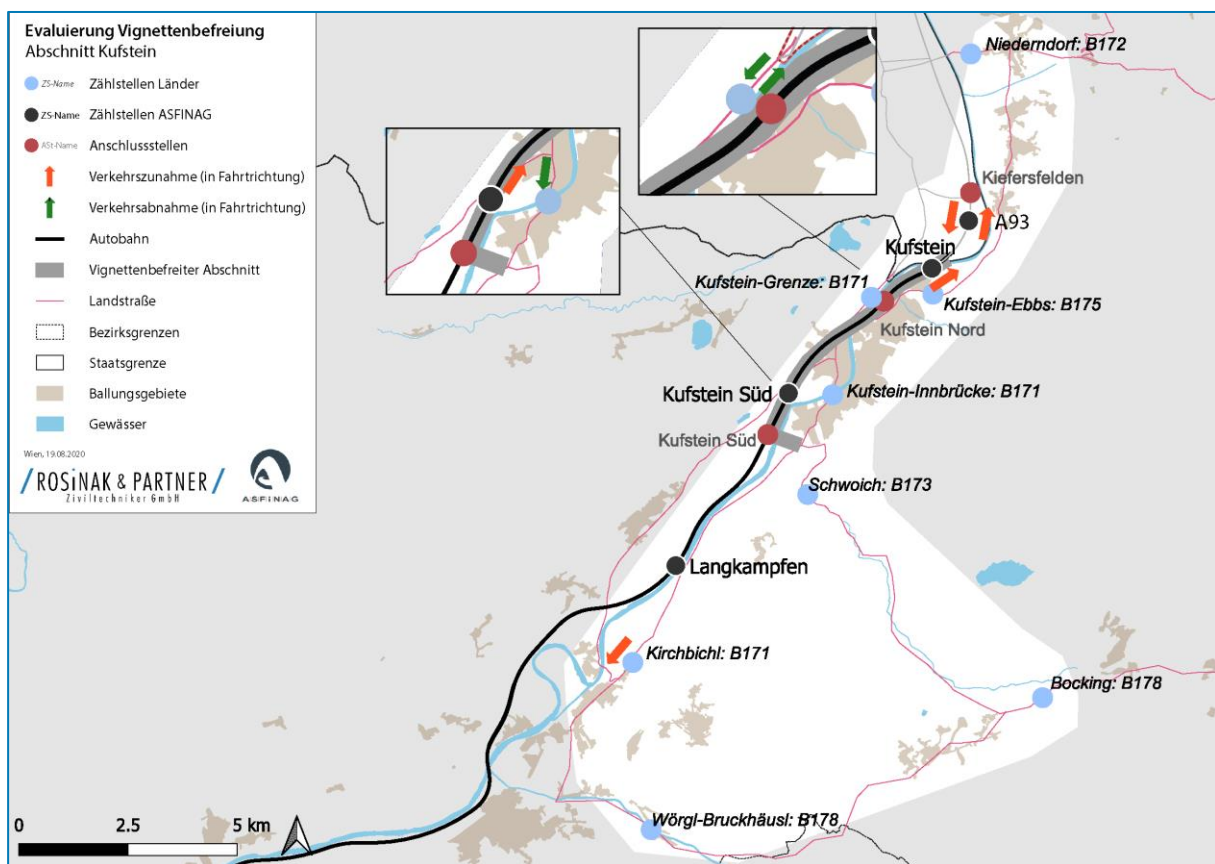 Evaluierung Vignettenbefreiung
Abschnitt Kufstein
ZS-Name Zählstellen Länder
ZS-Name Zählstellen ASFINAG
ASt-Name Anschlussstellen
Verkehrszunahme (in Fahrtrichtung)
Verkehrsabnahme (in Fahrtrichtung)
Autobahn
Vignettenbefreiter Abschnitt
Landstraße
Bezirksgrenzen
Staatsgrenze
Ballungsgebiete
Gewässer
Wien, 19.08.2020
ROSiNAK & PARTNER
Ziviltechniker GmbH
ASFiNAG
Niederndorf: B172
Kiefersfelden
A93
Kufstein
Kufstein-Grenze: B171
Kufstein-Ebbs: B175
Kufstein Nord
Kufstein Süd
Kufstein-Innbrücke: B171
Kufstein Süd
Schwoich: B173
Langkampfen
Kirchbichl: B171
Bocking: B178
Wörgl-Bruckhäusl: B178
0 2.5 5 km